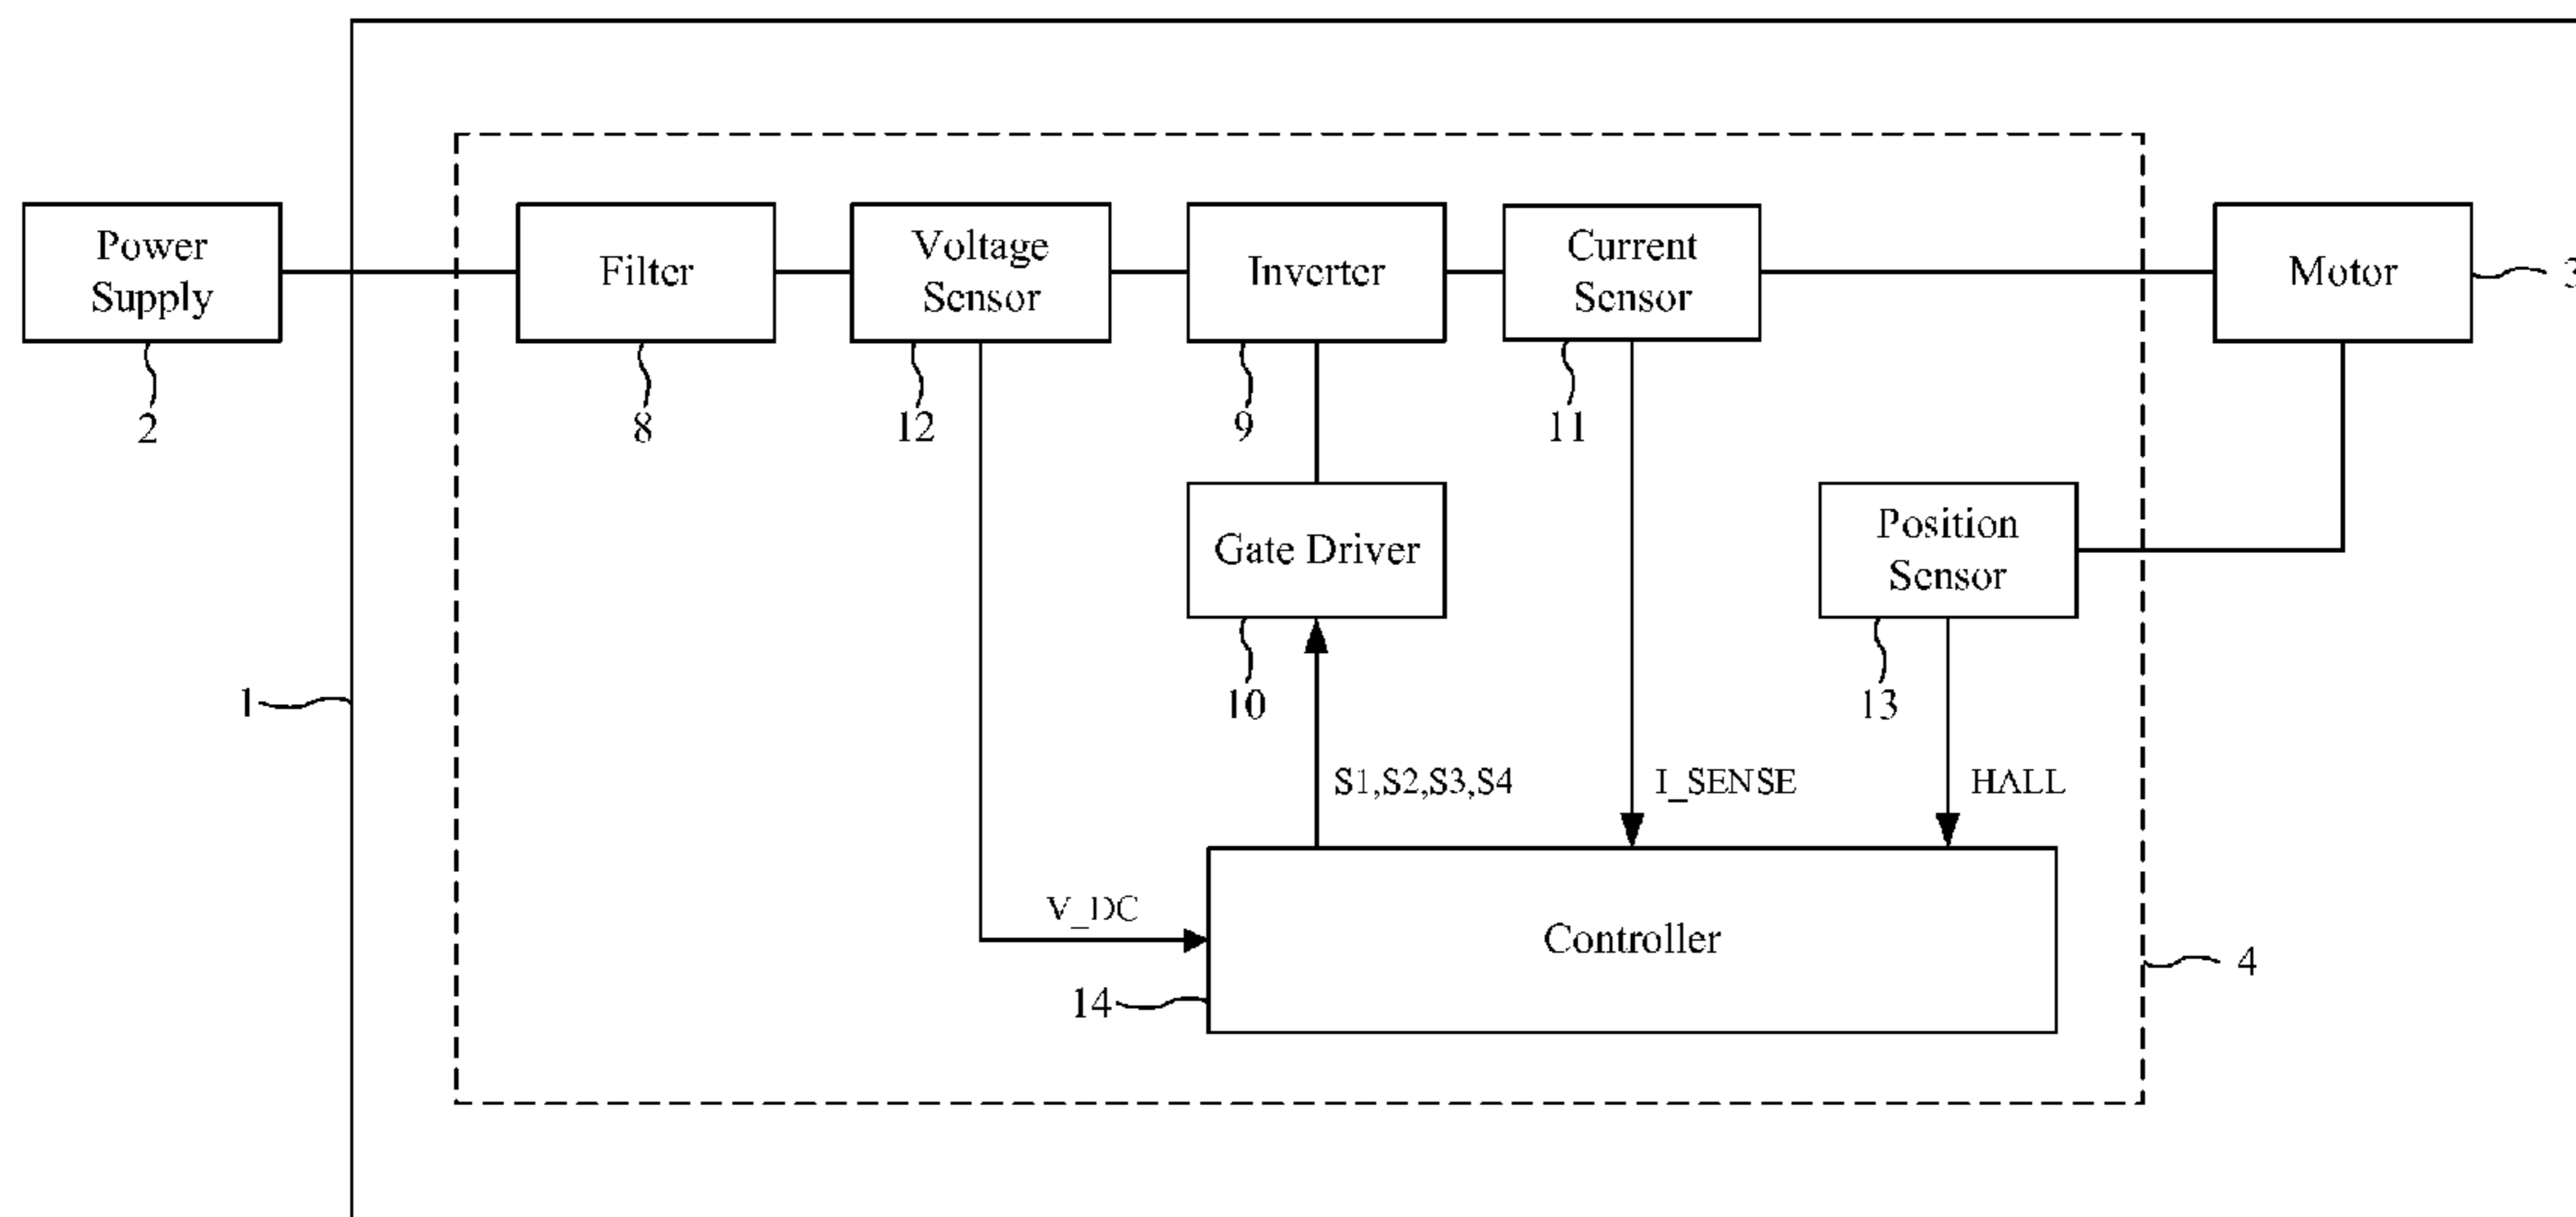 Power
Supply
Filter
Voltage
Sensor
Inverter
Current
Sensor
Motor
3
2
8
12
9
11
Gate Driver
Position
Sensor
1
10
13
S1,S2,S3,S4
I_SENSE
HALL
V_DC
Controller
4
14